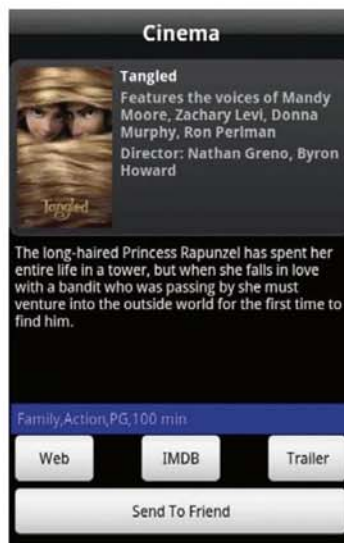 Cinema
Tangled
Features the voices of Mandy
Moore, Zachary Levi, Donna
Murphy, Ron Perlman
Director: Nathan Greno, Byron
Howard
Tangled
The long-haired Princess Rapunzel has spent her
entire life in a tower, but when she falls in love
with a bandit who was passing by she must
venture into the outside world for the first time to
find him.
Family,Action,PG,100 min
Web IMDB Trailer
Send To Friend